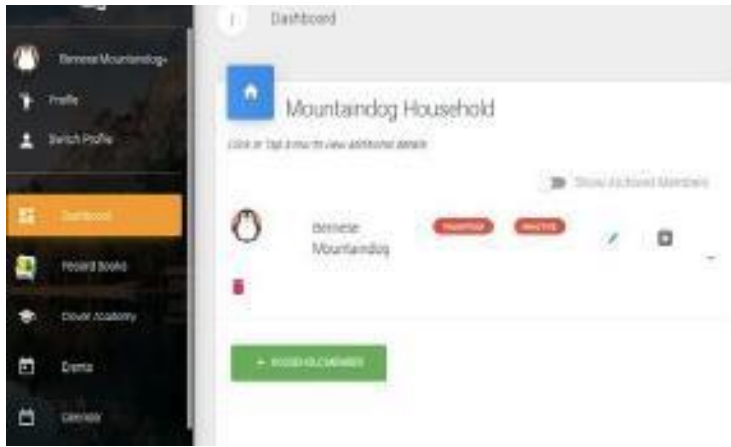 Dashboard
Bernese Mountaindog
Profile
Switch Profile
Mountaindog Household
Click or Tap a row to view additional details
Show Archived Members
Dashboard
Bernese
Mountaindog
INACTIVE
Record Books
Clover Academy
+ HOUSEHOLD MEMBER
Events
Calendar